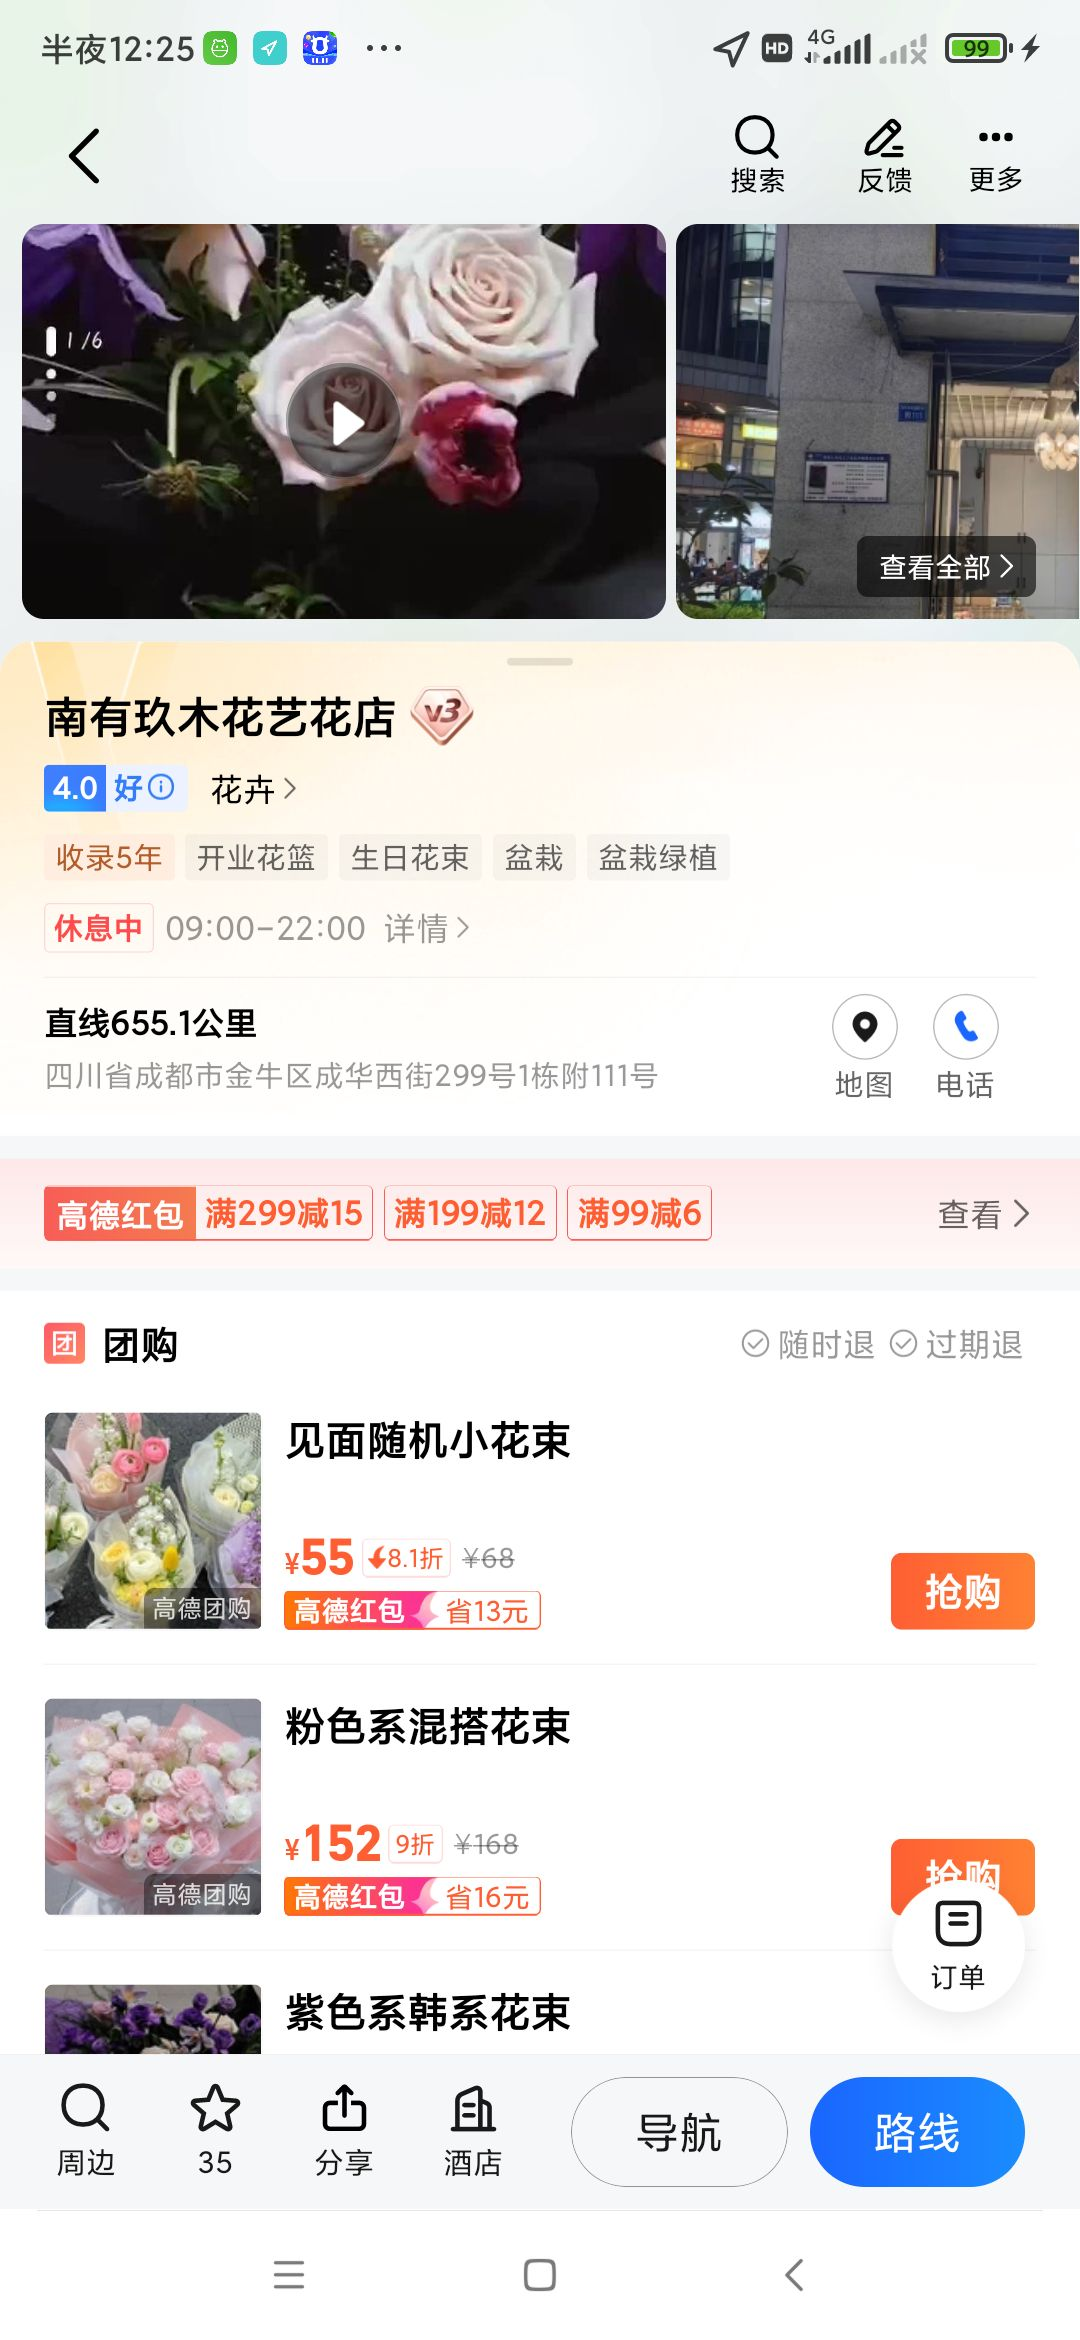 半夜12:25
HD 4G 99
搜索 反馈 更多
1/6
查看全部
南有玖木花艺花店 v3
4.0 好 花卉
收录5年 开业花篮 生日花束 盆栽 盆栽绿植
休息中 09:00-22:00 详情
直线655.1公里
四川省成都市金牛区成华西街299号1栋附111号
地图 电话
高德红包 满299减15 满199减12 满99减6 查看
团 团购 随时退 过期退
见面随机小花束
高德团购
¥55 8.1折 ¥68
高德红包 省13元
抢购
粉色系混搭花束
高德团购
¥152 9折 ¥168
高德红包 省16元
抢购
订单
紫色系韩系花束
周边 35 分享 酒店 导航 路线